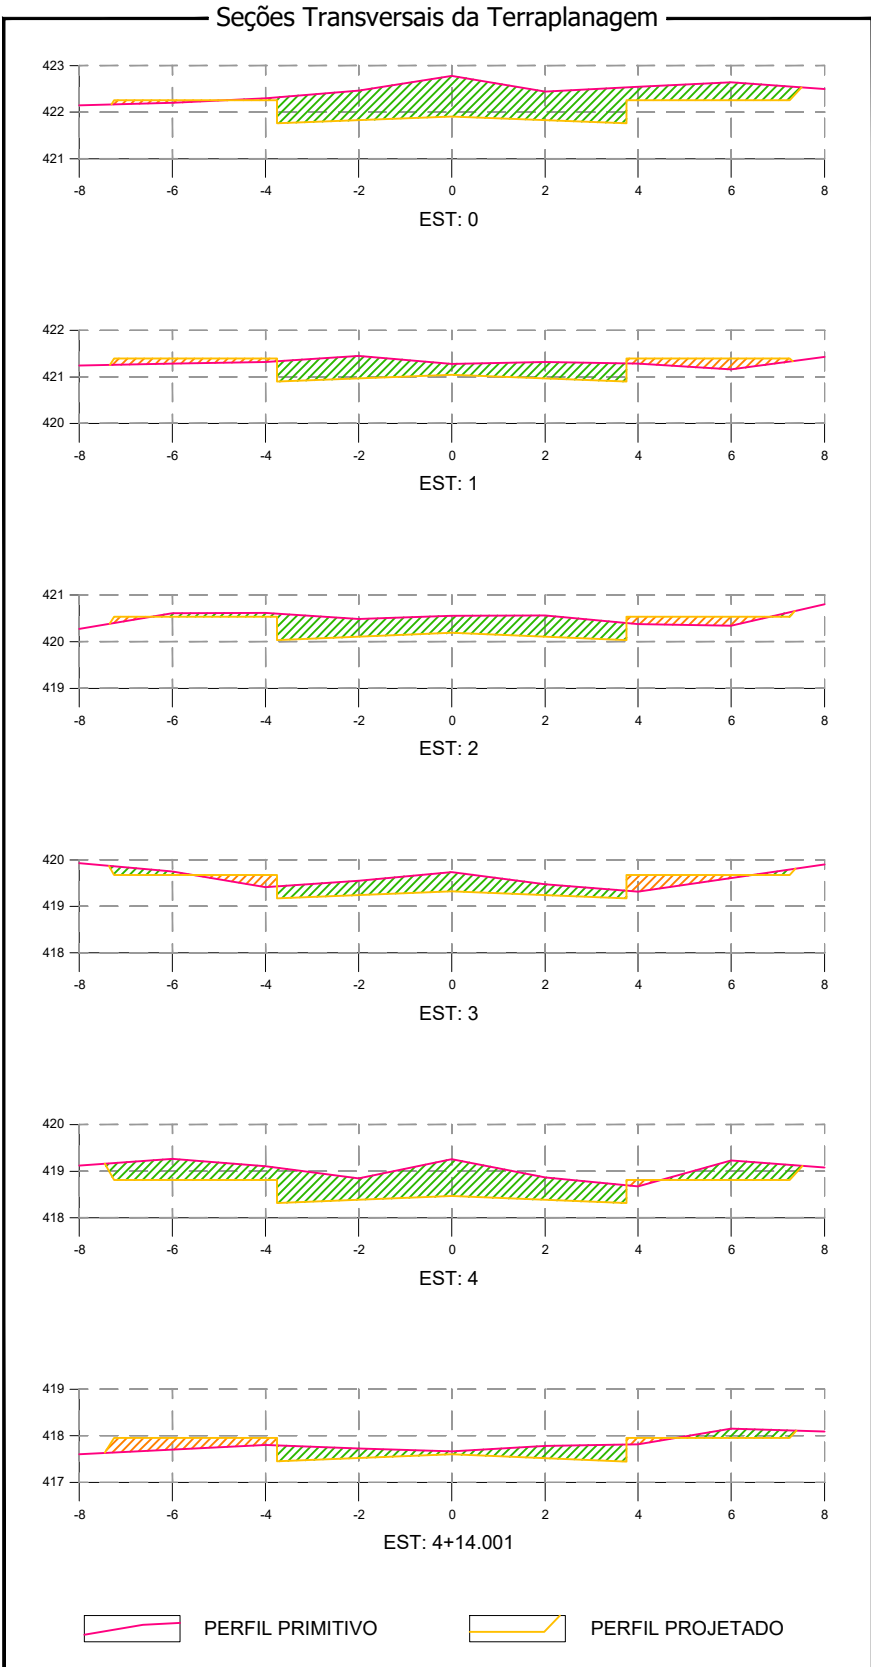 Seções Transversais da Terraplanagem
423
422
421
-8 -6 -4 -2 0 2 4 6 8
EST: 0
422
421
420
-8 -6 -4 -2 0 2 4 6 8
EST: 1
421
420
419
-8 -6 -4 -2 0 2 4 6 8
EST: 2
420
419
418
-8 -6 -4 -2 0 2 4 6 8
EST: 3
420
419
418
-8 -6 -4 -2 0 2 4 6 8
EST: 4
419
418
417
-8 -6 -4 -2 0 2 4 6 8
EST: 4+14.001
PERFIL PRIMITIVO PERFIL PROJETADO